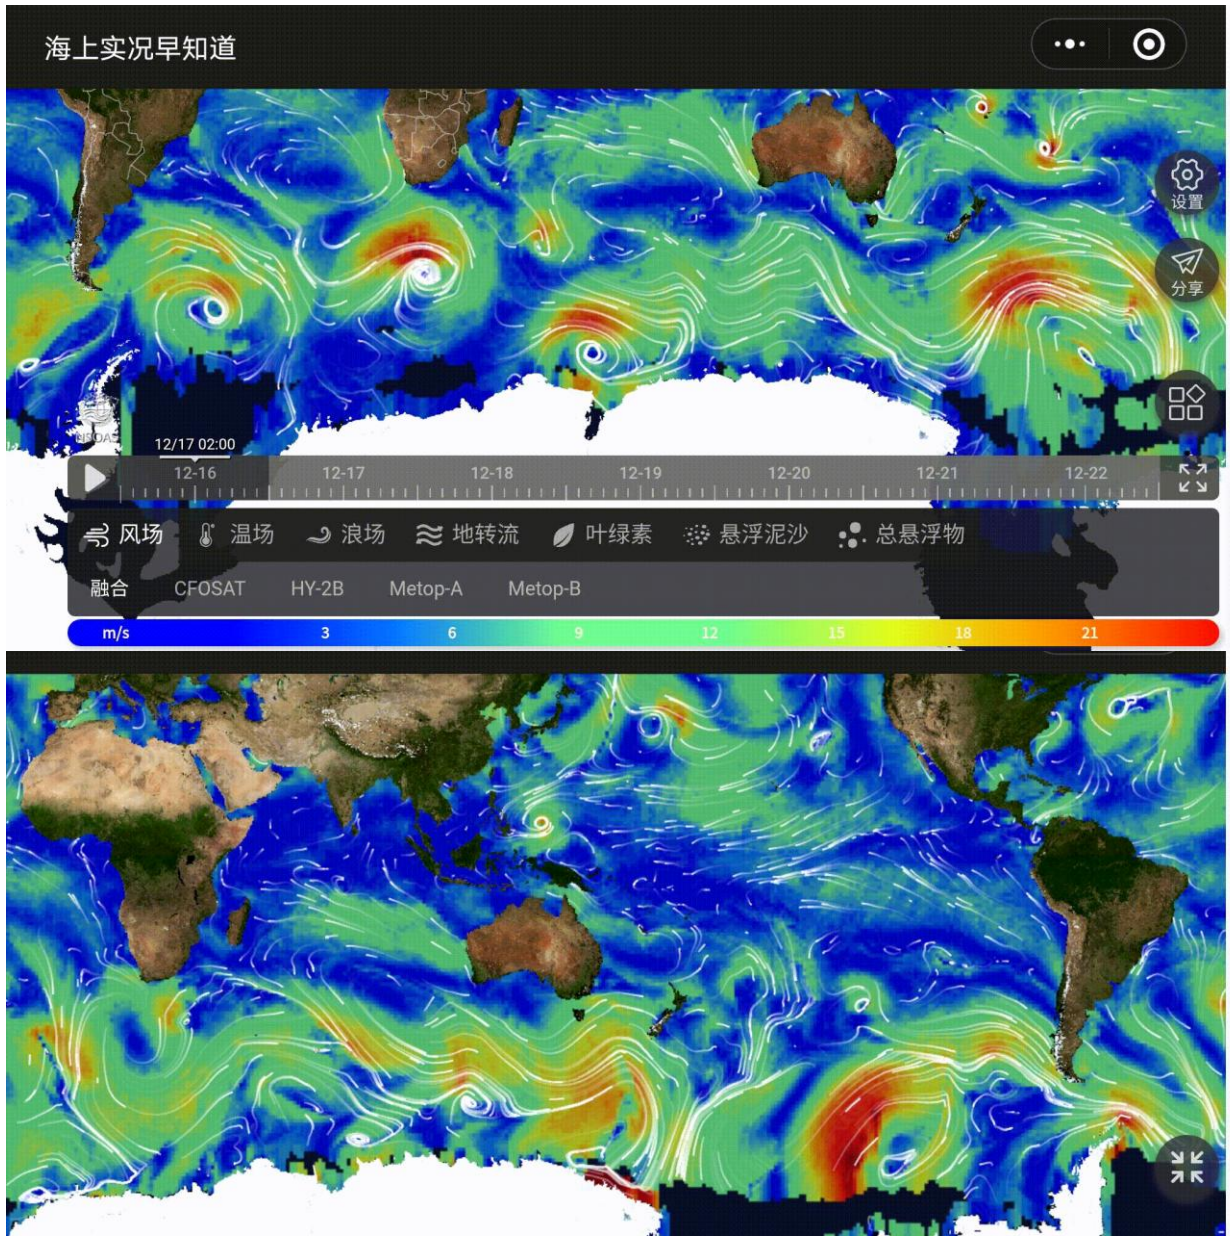 海上实况早知道
设置
分享
NSOAS
12/17 02:00
12-16 12-17 12-18 12-19 12-20 12-21 12-22
风场 温场 浪场 地转流 叶绿素 悬浮泥沙 总悬浮物
融合 CFOSAT HY-2B Metop-A Metop-B
m/s 3 6 9 12 15 18 21